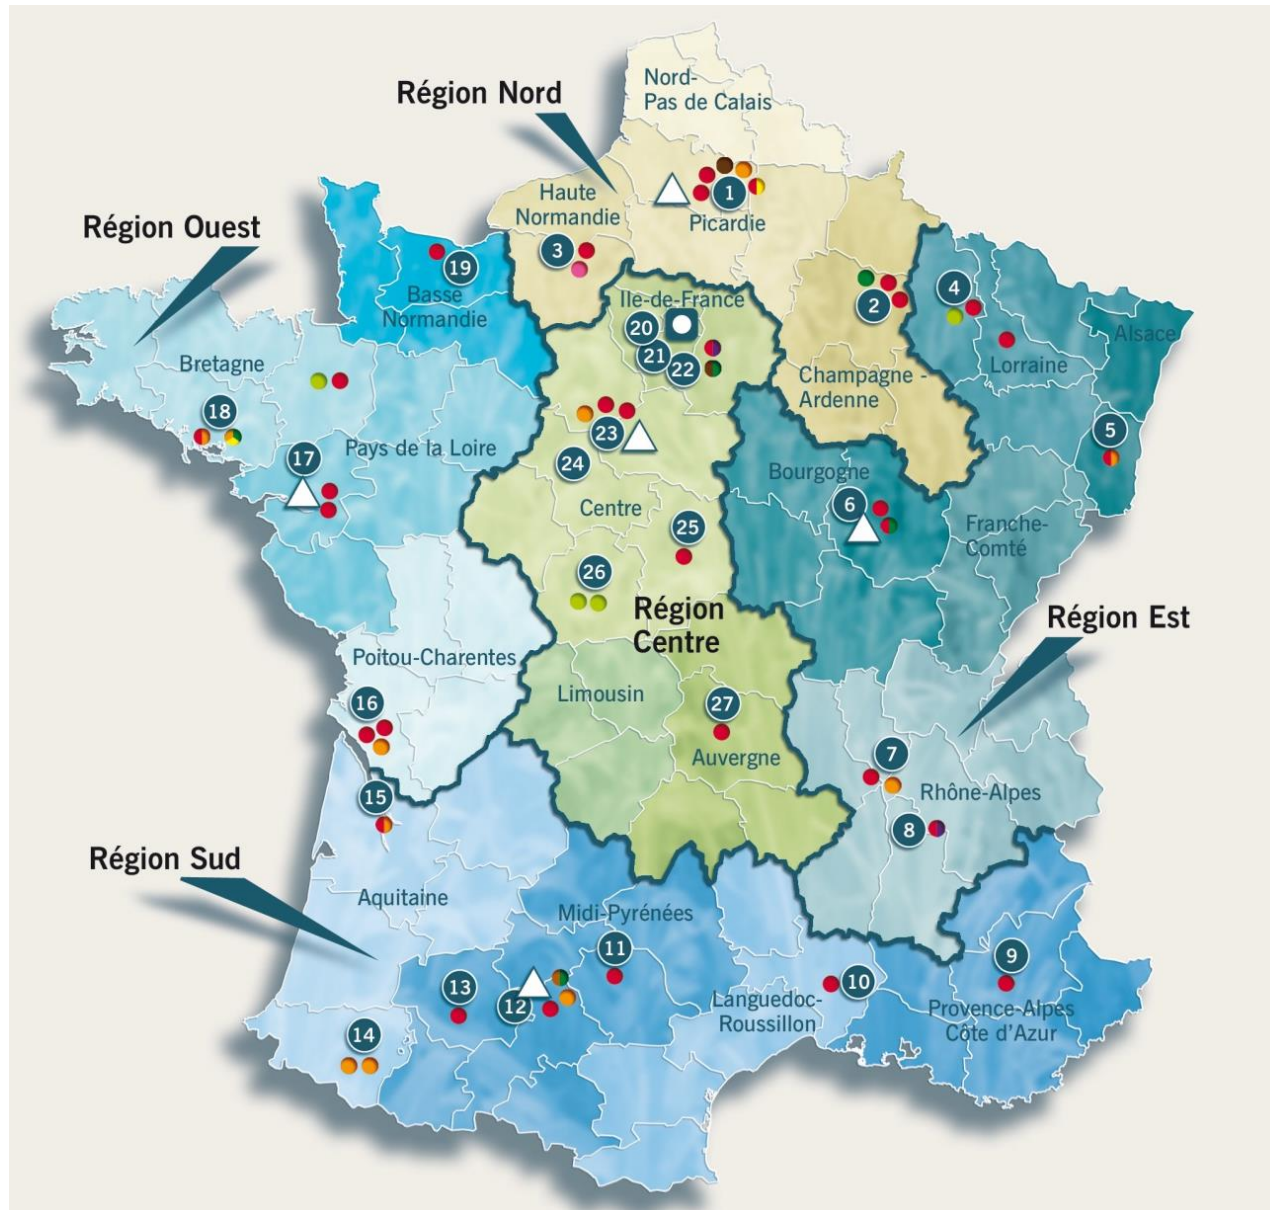 Nord-
Pas de Calais
Région Nord
1
Picardie
Haute
Normandie
3
Région Ouest
19
Basse
Normandie
Ile-de-France
20
21
22
2
4
Alsace
Lorraine
Bretagne
Champagne -
Ardenne
18
5
23
17
Pays de la Loire
24
Bourgogne
6
Centre
25
Franche-
Comté
26
Région
Centre
Région Est
Poitou-Charentes
Limousin
16
27
Auvergne
7
Rhône-Alpes
15
8
Région Sud
Aquitaine
Midi-Pyrénées
11
9
13
12
10
Languedoc-
Roussillon
Provence-Alpes
Côte d'Azur
14